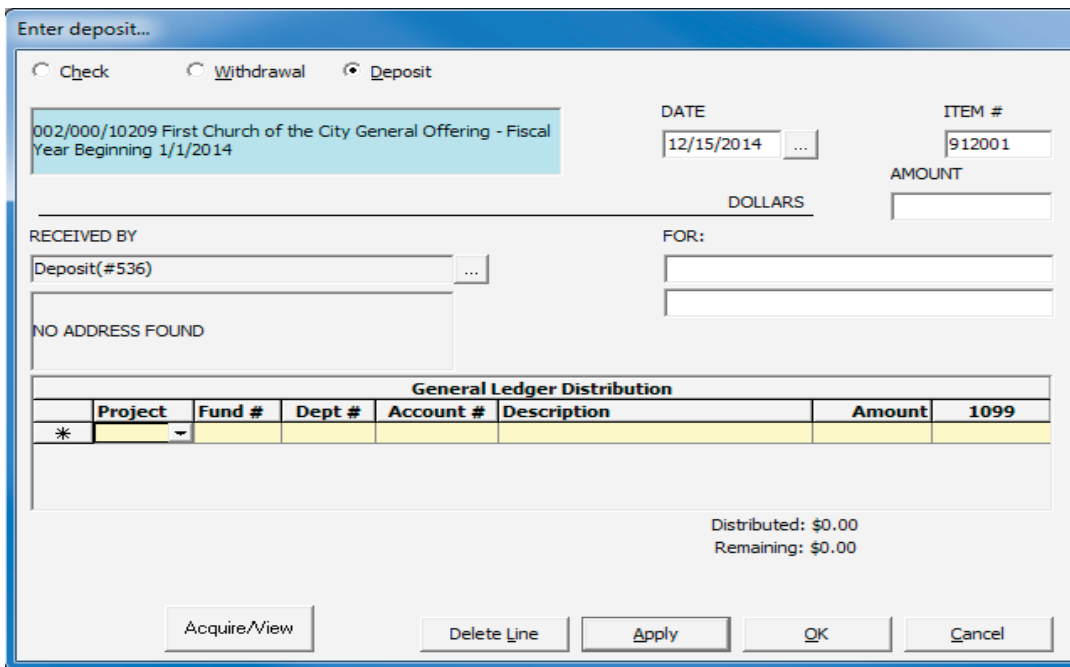 Enter deposit...
Check Withdrawal Deposit
002/000/10209 First Church of the City General Offering - Fiscal
Year Beginning 1/1/2014
DATE ITEM #
12/15/2014 ... 912001
AMOUNT
DOLLARS
RECEIVED BY FOR:
Deposit(#536) ...
NO ADDRESS FOUND
General Ledger Distribution
Project Fund # Dept # Account # Description Amount 1099
*
Distributed: $0.00
Remaining: $0.00
Acquire/View Delete Line Apply OK Cancel